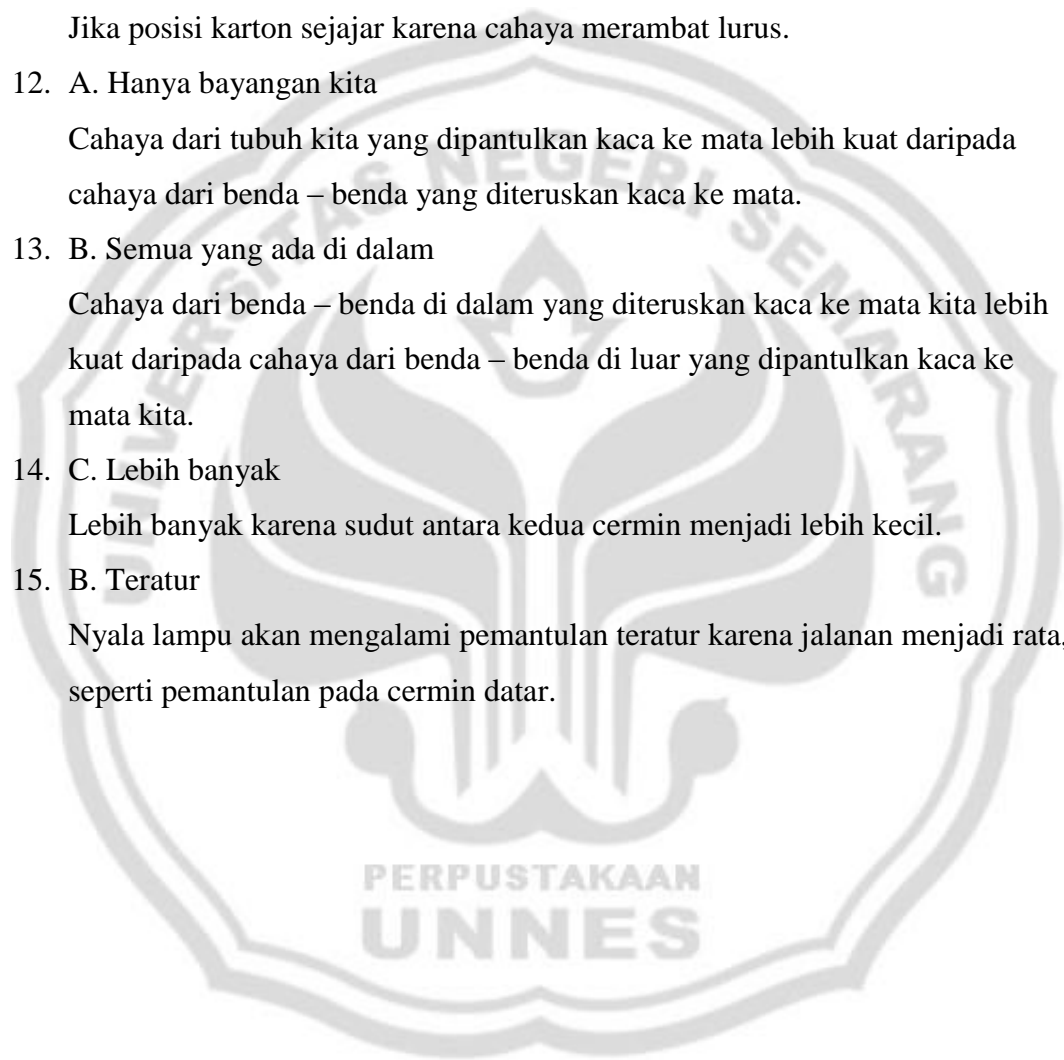 Jika posisi karton sejajar karena cahaya merambat lurus.
12. A. Hanya bayangan kita
Cahaya dari tubuh kita yang dipantulkan kaca ke mata lebih kuat daripada
cahaya dari benda – benda yang diteruskan kaca ke mata.
13. B. Semua yang ada di dalam
Cahaya dari benda – benda di dalam yang diteruskan kaca ke mata kita lebih
kuat daripada cahaya dari benda – benda di luar yang dipantulkan kaca ke
mata kita.
14. C. Lebih banyak
Lebih banyak karena sudut antara kedua cermin menjadi lebih kecil.
15. B. Teratur
Nyala lampu akan mengalami pemantulan teratur karena jalanan menjadi rata,
seperti pemantulan pada cermin datar.
UNIVERSITAS NEGERI SEMARANG
PERPUSTAKAAN
UNNES